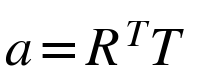 a = R^T T